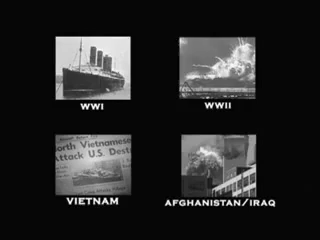 WWI
WWII
North Vietnamese
Attack U.S. Dest
VIETNAM
AFGHANISTAN/IRAQ